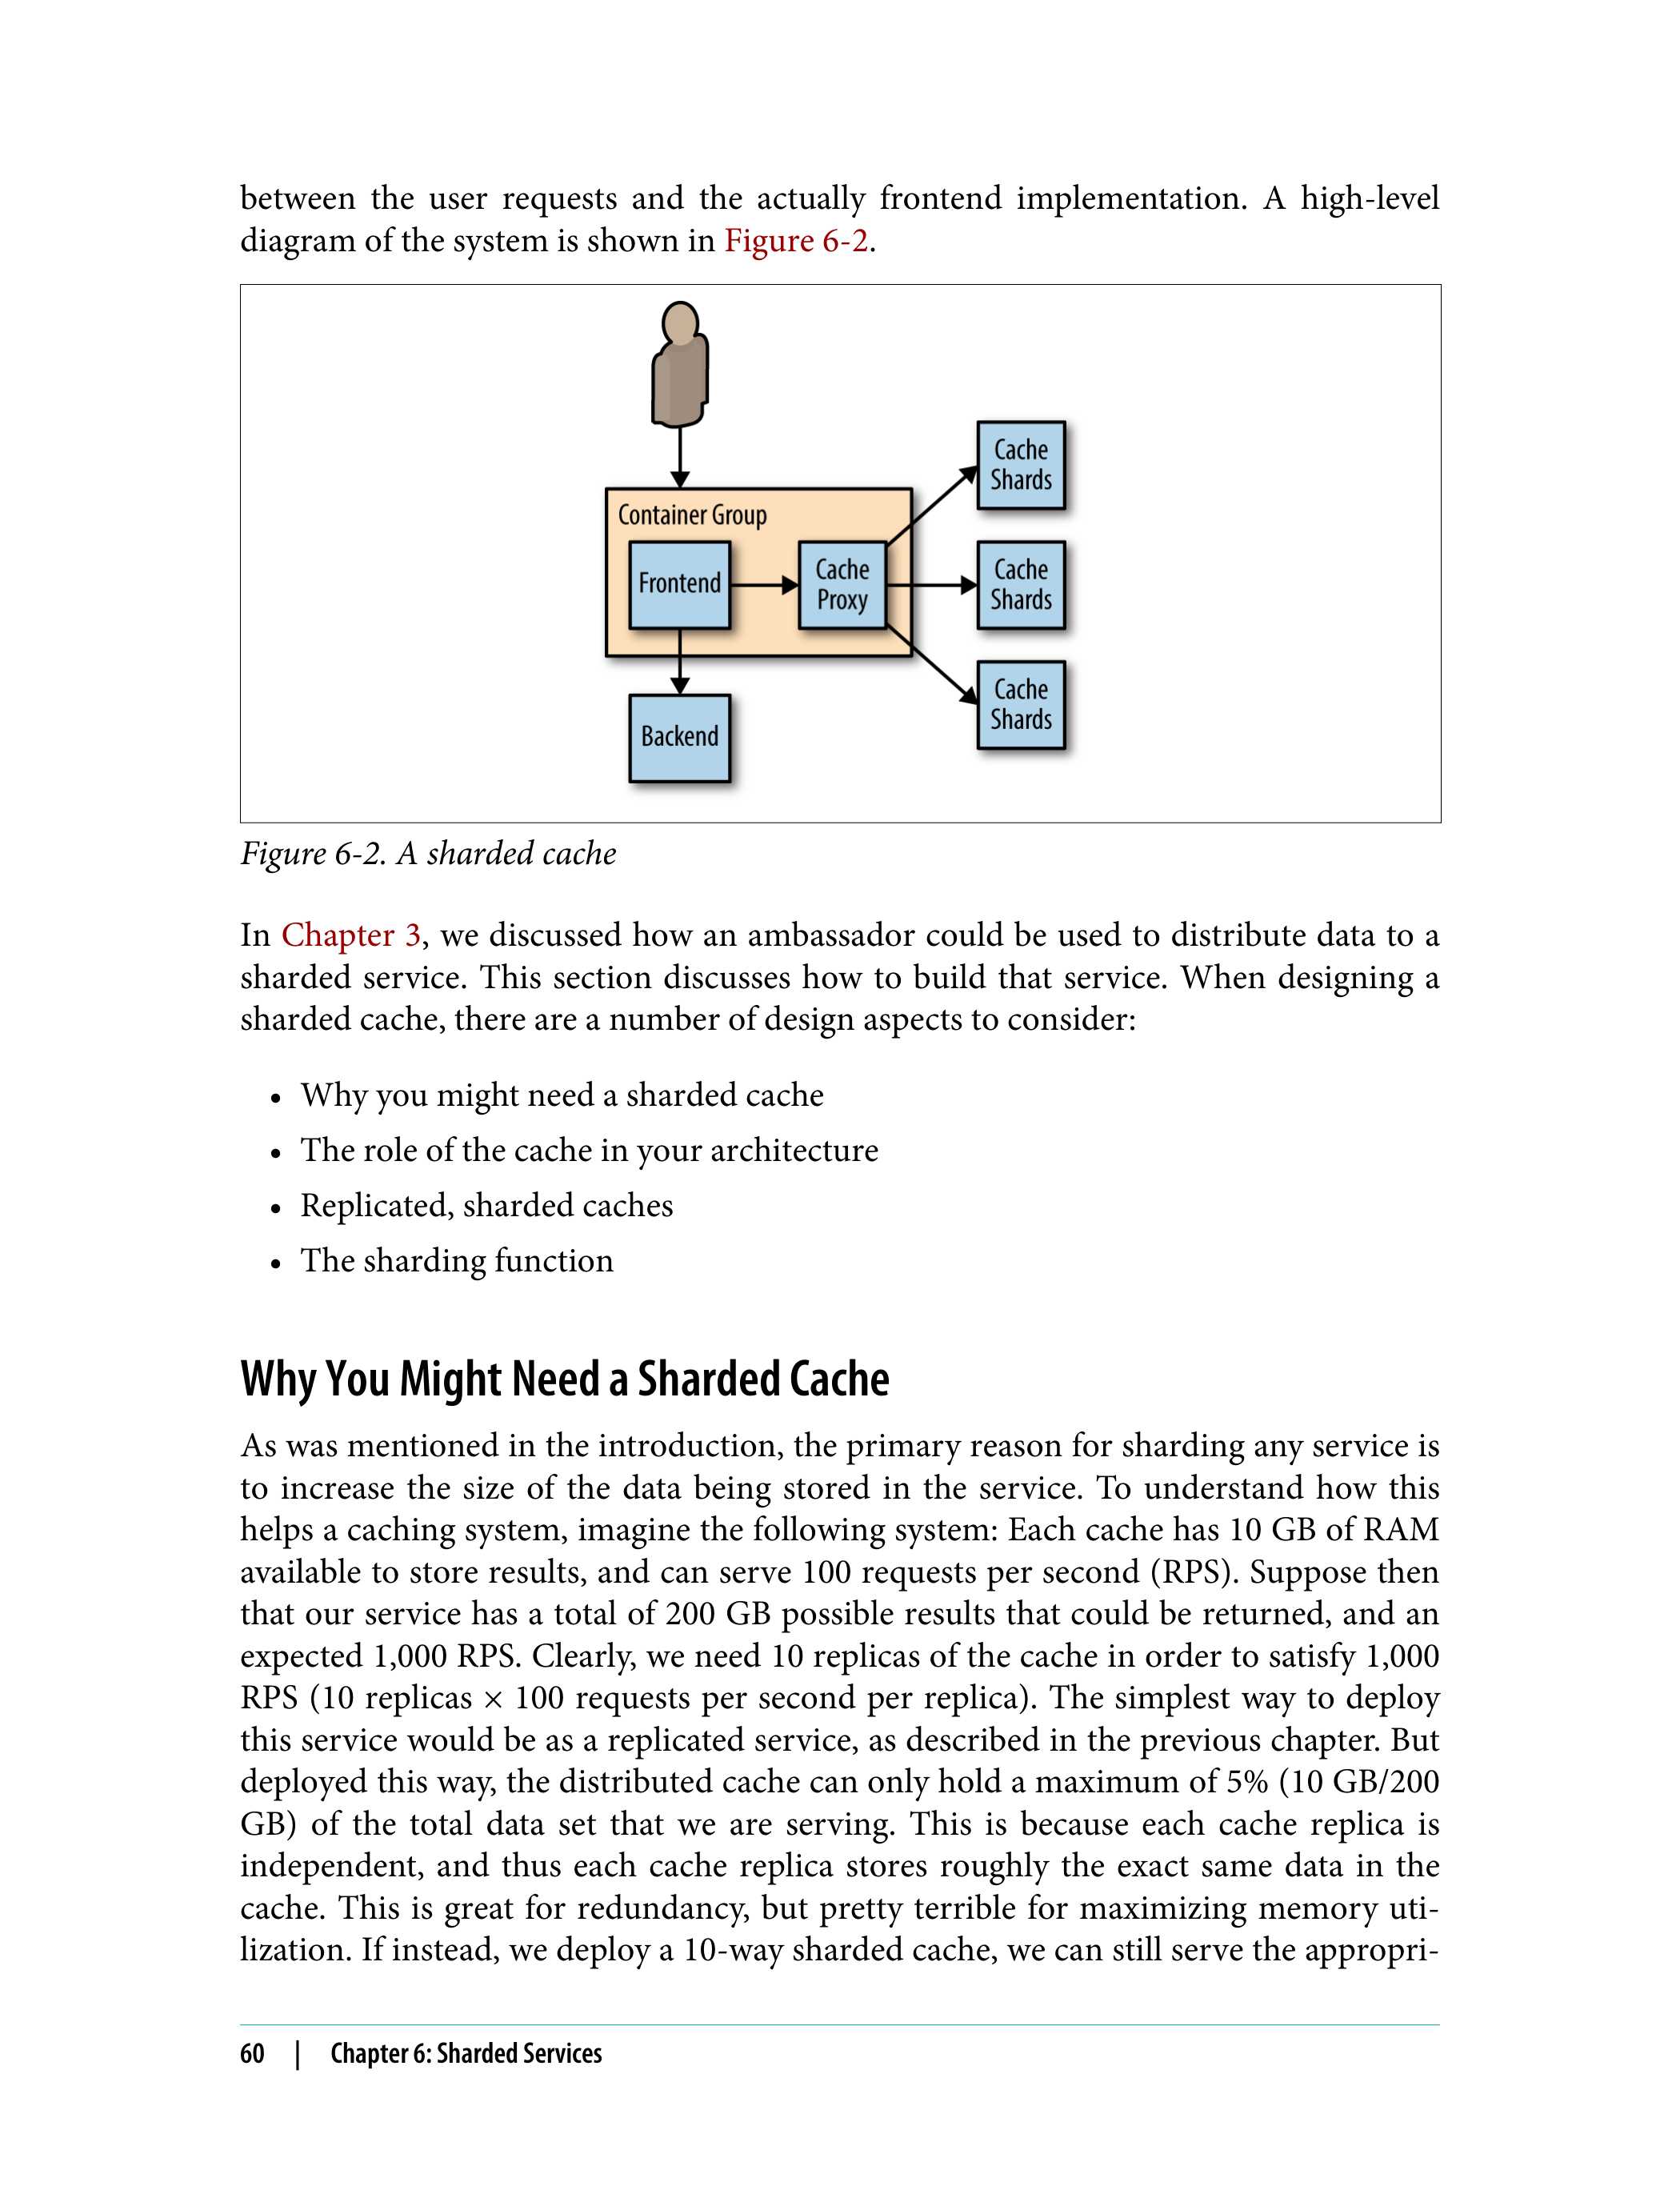 between the user requests and the actually frontend implementation. A high-level
diagram of the system is shown in Figure 6-2.
Container Group
Frontend
Cache
Proxy
Backend
Cache
Shards
Cache
Shards
Cache
Shards
Figure 6-2. A sharded cache
In Chapter 3, we discussed how an ambassador could be used to distribute data to a
sharded service. This section discusses how to build that service. When designing a
sharded cache, there are a number of design aspects to consider:
• Why you might need a sharded cache
• The role of the cache in your architecture
• Replicated, sharded caches
• The sharding function
Why You Might Need a Sharded Cache
As was mentioned in the introduction, the primary reason for sharding any service is
to increase the size of the data being stored in the service. To understand how this
helps a caching system, imagine the following system: Each cache has 10 GB of RAM
available to store results, and can serve 100 requests per second (RPS). Suppose then
that our service has a total of 200 GB possible results that could be returned, and an
expected 1,000 RPS. Clearly, we need 10 replicas of the cache in order to satisfy 1,000
RPS (10 replicas × 100 requests per second per replica). The simplest way to deploy
this service would be as a replicated service, as described in the previous chapter. But
deployed this way, the distributed cache can only hold a maximum of 5% (10 GB/200
GB) of the total data set that we are serving. This is because each cache replica is
independent, and thus each cache replica stores roughly the exact same data in the
cache. This is great for redundancy, but pretty terrible for maximizing memory uti-
lization. If instead, we deploy a 10-way sharded cache, we can still serve the appropri-
60 | Chapter 6: Sharded Services